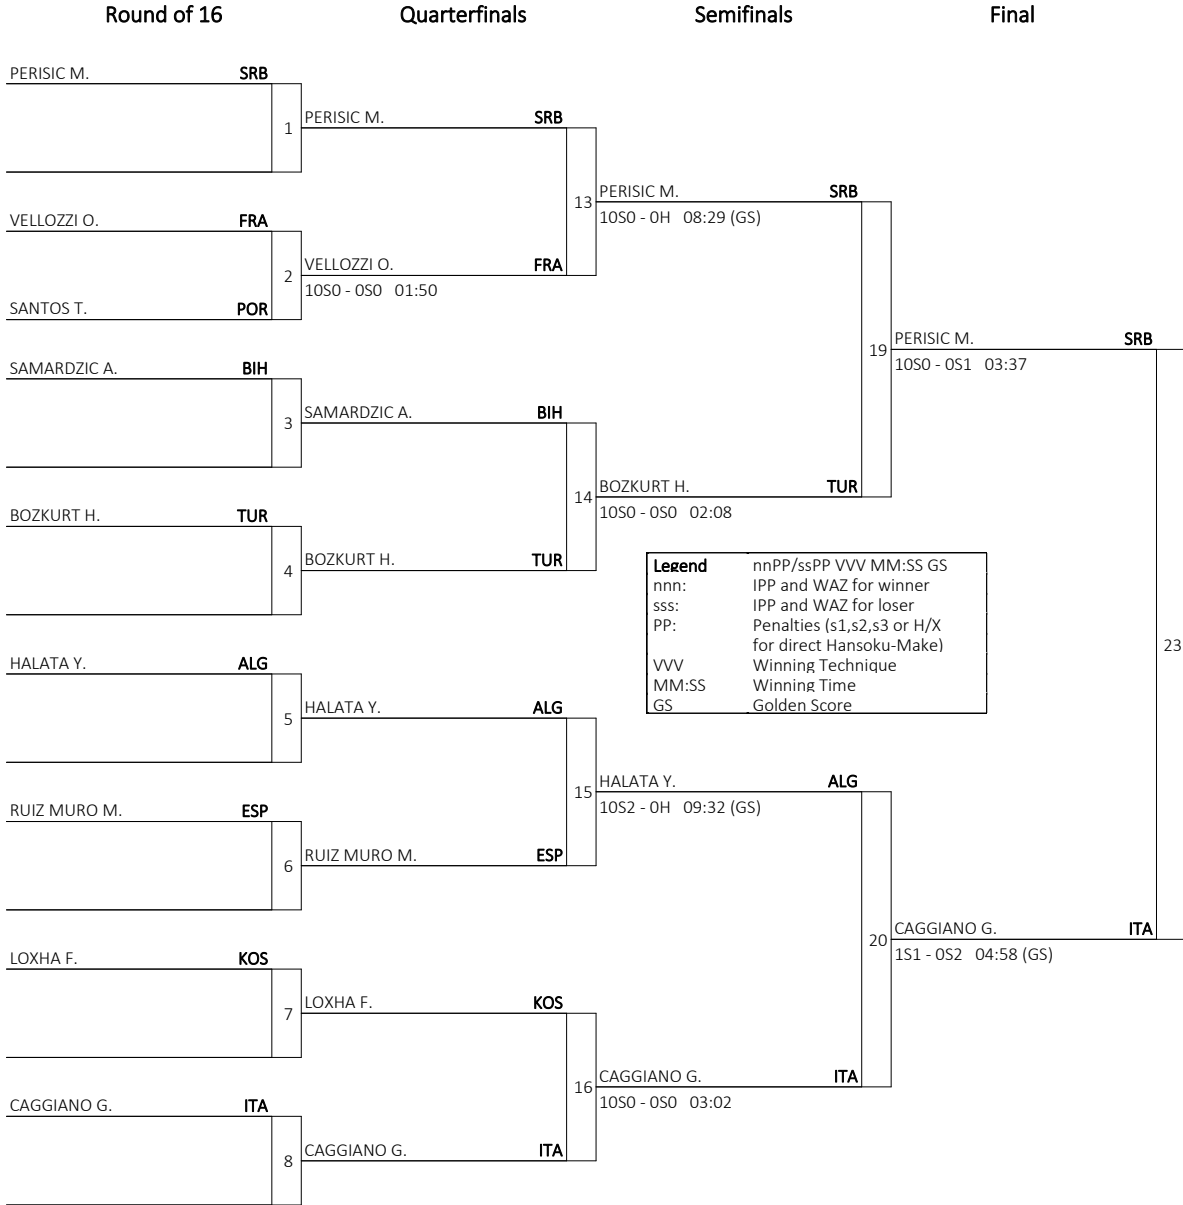 Round of 16 Quarterfinals Semifinals Final
PERISIC M. SRB
1 PERISIC M. SRB
13 PERISIC M. SRB
10S0 - 0H 08:29 (GS)
VELLOZZI O. FRA
2 VELLOZZI O. FRA
10S0 - 0S0 01:50
SANTOS T. POR
19 PERISIC M. SRB
10S0 - 0S1 03:37
SAMARDZIC A. BIH
3 SAMARDZIC A. BIH
14 BOZKURT H. TUR
10S0 - 0S0 02:08
BOZKURT H. TUR
4 BOZKURT H. TUR
Legend nnPP/ssPP VVV MM:SS GS
nnn: IPP and WAZ for winner
sss: IPP and WAZ for loser
PP: Penalties (s1,s2,s3 or H/X
for direct Hansoku-Make)
VVV Winning Technique
MM:SS Winning Time
GS Golden Score
23
HALATA Y. ALG
5 HALATA Y. ALG
15 HALATA Y. ALG
10S2 - 0H 09:32 (GS)
RUIZ MURO M. ESP
6 RUIZ MURO M. ESP
20 CAGGIANO G. ITA
1S1 - 0S2 04:58 (GS)
LOXHA F. KOS
7 LOXHA F. KOS
16 CAGGIANO G. ITA
10S0 - 0S0 03:02
CAGGIANO G. ITA
8 CAGGIANO G. ITA